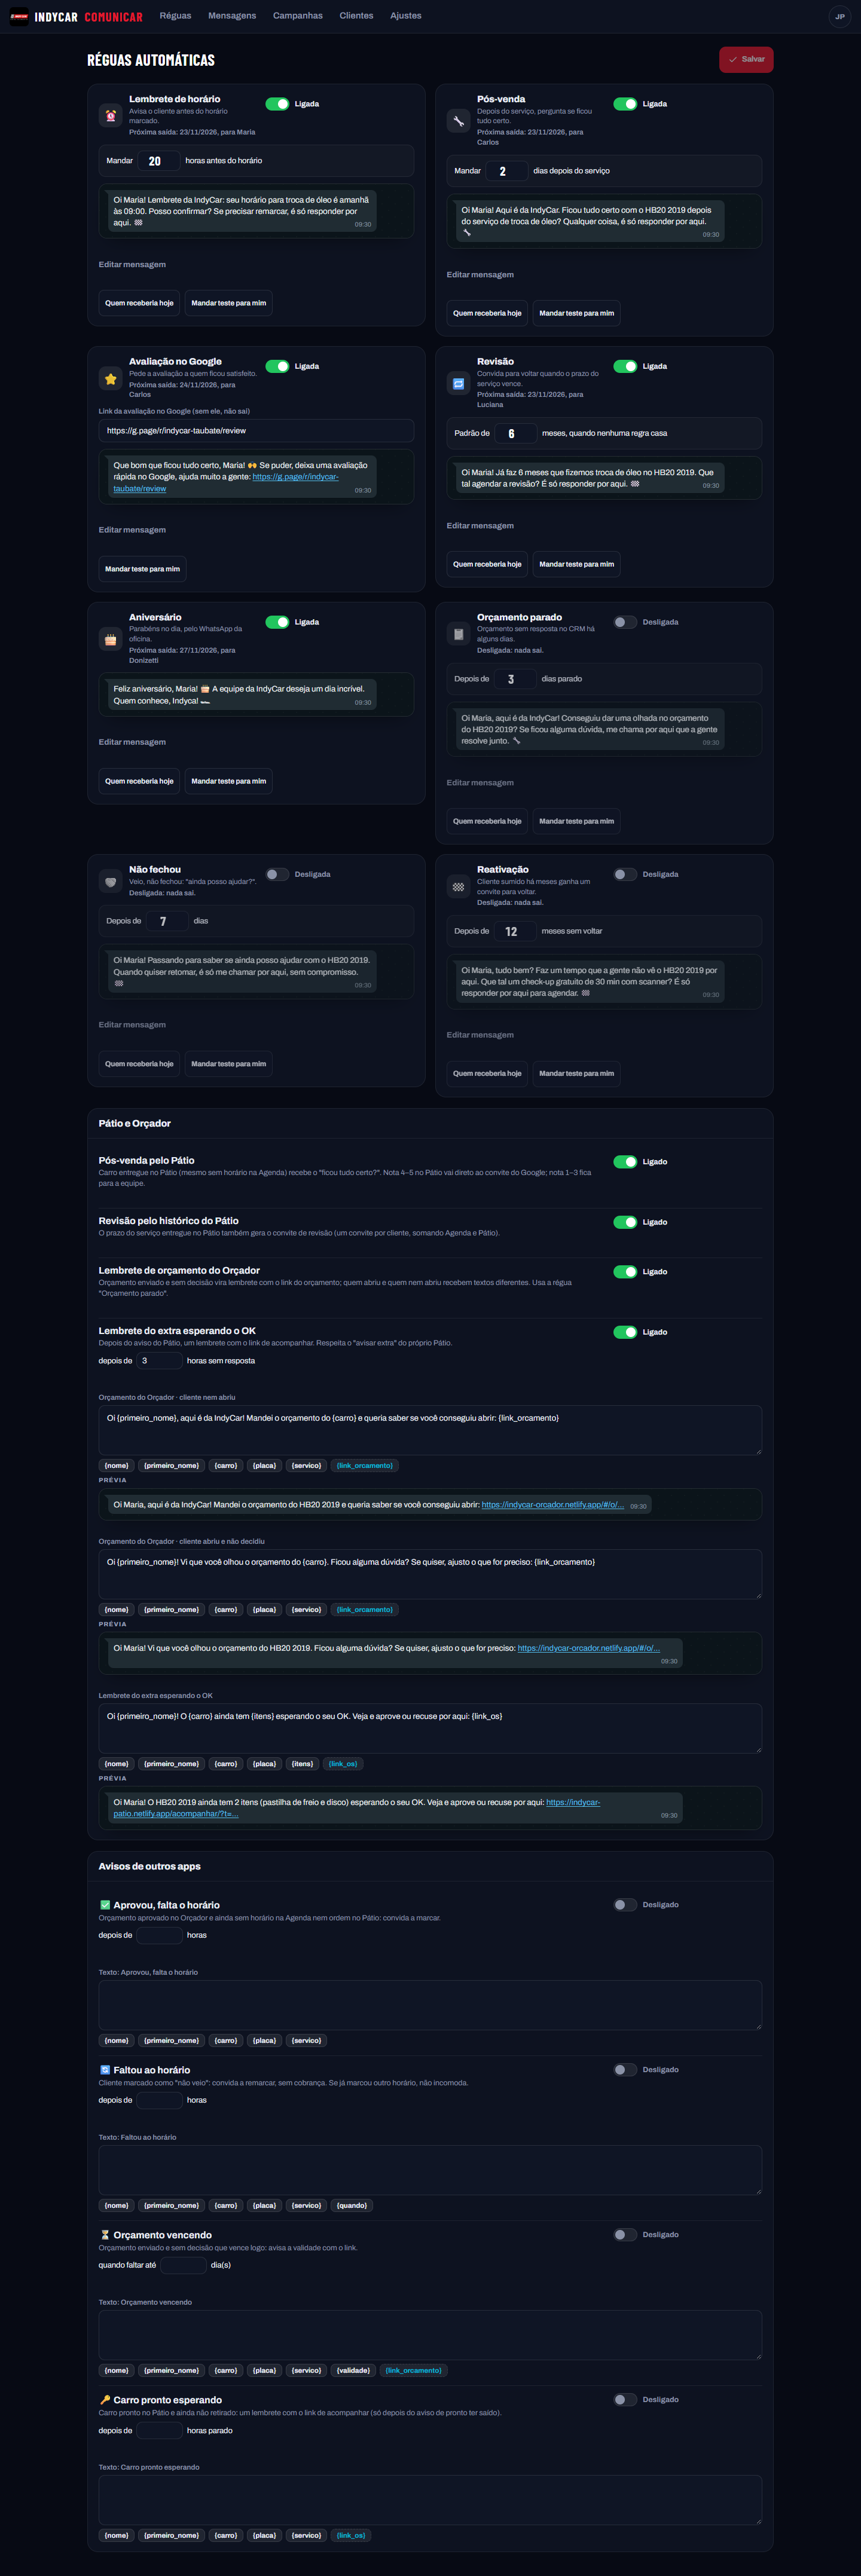 INDYCAR COMUNICAR
Réguas
Mensagens
Campanhas
Clientes
Ajustes
JP
RÉGUAS AUTOMÁTICAS
Salvar
Lembrete de horário
Avisa o cliente antes do horário
marcado.
Próxima saída: 23/11/2026, para Maria
Ligada
Mandar 20 horas antes do horário
Oi Maria! Lembrete da IndyCar: seu horário para troca de óleo é amanhã
às 09:00. Posso confirmar? Se precisar remarcar, é só responder por
aqui. 🏁
09:30
Editar mensagem
Quem receberia hoje
Mandar teste para mim
Pós-venda
Depois do serviço, pergunta se ficou
tudo certo.
Próxima saída: 23/11/2026, para
Carlos
Ligada
Mandar 2 dias depois do serviço
Oi Maria! Aqui é da IndyCar. Ficou tudo certo com o HB20 2019 depois
do serviço de troca de óleo? Qualquer coisa, é só responder por aqui.
🔧
09:30
Editar mensagem
Quem receberia hoje
Mandar teste para mim
Avaliação no Google
Pede a avaliação a quem ficou satisfeito.
Próxima saída: 24/11/2026, para
Carlos
Ligada
Link da avaliação no Google (sem ele, não sai)
https://g.page/r/indycar-taubate/review
Que bom que ficou tudo certo, Maria! 🙌 Se puder, deixa uma avaliação
rápida no Google, ajuda muito a gente: https://g.page/r/indycar-
taubate/review
09:30
Editar mensagem
Mandar teste para mim
Revisão
Convida para voltar quando o prazo do
serviço vence.
Próxima saída: 23/11/2026, para
Luciana
Ligada
Padrão de 6 meses, quando nenhuma regra casa
Oi Maria! Já faz 6 meses que fizemos troca de óleo no HB20 2019. Que
tal agendar a revisão? É só responder por aqui. 🏁
09:30
Editar mensagem
Quem receberia hoje
Mandar teste para mim
Aniversário
Parabéns no dia, pelo WhatsApp da
oficina.
Próxima saída: 27/11/2026, para
Donizetti
Ligada
Feliz aniversário, Maria! 🎂 A equipe da IndyCar deseja um dia incrível.
Quem conhece, Indyca! 🏎️
09:30
Editar mensagem
Quem receberia hoje
Mandar teste para mim
Orçamento parado
Orçamento sem resposta no CRM há
alguns dias.
Desligada: nada sai.
Desligada
Depois de 3 dias parado
Oi Maria, aqui é da IndyCar! Conseguiu dar uma olhada no orçamento
do HB20 2019? Se ficou alguma dúvida, me chama por aqui que a gente
resolve junto. 🔧
09:30
Editar mensagem
Quem receberia hoje
Mandar teste para mim
Não fechou
Veio, não fechou: "ainda posso ajudar?".
Desligada: nada sai.
Desligada
Depois de 7 dias
Oi Maria! Passando para saber se ainda posso ajudar com o HB20 2019.
Quando quiser retomar, é só me chamar por aqui, sem compromisso.
🏁
09:30
Editar mensagem
Quem receberia hoje
Mandar teste para mim
Reativação
Cliente sumido há meses ganha um
convite para voltar.
Desligada: nada sai.
Desligada
Depois de 12 meses sem voltar
Oi Maria, tudo bem? Faz um tempo que a gente não vê o HB20 2019 por
aqui. Que tal um check-up gratuito de 30 min com scanner? É só
responder por aqui para agendar. 🏁
09:30
Editar mensagem
Quem receberia hoje
Mandar teste para mim
Pátio e Orçador
Pós-venda pelo Pátio
Carro entregue no Pátio (mesmo sem horário na Agenda) recebe o "ficou tudo certo?". Nota 4–5 no Pátio vai direto ao convite do Google; nota 1–3 fica
para a equipe.
Ligado
Revisão pelo histórico do Pátio
O prazo do serviço entregue no Pátio também gera o convite de revisão (um convite por cliente, somando Agenda e Pátio).
Ligado
Lembrete de orçamento do Orçador
Orçamento enviado e sem decisão vira lembrete com o link do orçamento; quem abriu e quem nem abriu recebem textos diferentes. Usa a régua
"Orçamento parado".
Ligado
Lembrete do extra esperando o OK
Depois do aviso do Pátio, um lembrete com o link de acompanhar. Respeita o "avisar extra" do próprio Pátio.
Ligado
depois de 3 horas sem resposta
Orçamento do Orçador · cliente nem abriu
Oi {primeiro_nome}, aqui é da IndyCar! Mandei o orçamento do {carro} e queria saber se você conseguiu abrir: {link_orcamento}
{nome} {primeiro_nome} {carro} {placa} {servico} {link_orcamento}
PRÉVIA
Oi Maria, aqui é da IndyCar! Mandei o orçamento do HB20 2019 e queria saber se você conseguiu abrir: https://indycar-orcador.netlify.app/#/o/… 09:30
Orçamento do Orçador · cliente abriu e não decidiu
Oi {primeiro_nome}! Vi que você olhou o orçamento do {carro}. Ficou alguma dúvida? Se quiser, ajusto o que for preciso: {link_orcamento}
{nome} {primeiro_nome} {carro} {placa} {servico} {link_orcamento}
PRÉVIA
Oi Maria! Vi que você olhou o orçamento do HB20 2019. Ficou alguma dúvida? Se quiser, ajusto o que for preciso: https://indycar-orcador.netlify.app/#/o/…
09:30
Lembrete do extra esperando o OK
Oi {primeiro_nome}! O {carro} ainda tem {itens} esperando o seu OK. Veja e aprove ou recuse por aqui: {link_os}
{nome} {primeiro_nome} {carro} {placa} {itens} {link_os}
PRÉVIA
Oi Maria! O HB20 2019 ainda tem 2 itens (pastilha de freio e disco) esperando o seu OK. Veja e aprove ou recuse por aqui: https://indycar-
patio.netlify.app/acompanhar/?t=…
09:30
Avisos de outros apps
✅ Aprovou, falta o horário
Orçamento aprovado no Orçador e ainda sem horário na Agenda nem ordem no Pátio: convida a marcar.
Desligado
depois de horas
Texto: Aprovou, falta o horário
{nome} {primeiro_nome} {carro} {placa} {servico}
🔄 Faltou ao horário
Cliente marcado como "não veio": convida a remarcar, sem cobrança. Se já marcou outro horário, não incomoda.
Desligado
depois de horas
Texto: Faltou ao horário
{nome} {primeiro_nome} {carro} {placa} {servico} {quando}
⏳ Orçamento vencendo
Orçamento enviado e sem decisão que vence logo: avisa a validade com o link.
Desligado
quando faltar até dia(s)
Texto: Orçamento vencendo
{nome} {primeiro_nome} {carro} {placa} {servico} {validade} {link_orcamento}
🔑 Carro pronto esperando
Carro pronto no Pátio e ainda não retirado: um lembrete com o link de acompanhar (só depois do aviso de pronto ter saído).
Desligado
depois de horas parado
Texto: Carro pronto esperando
{nome} {primeiro_nome} {carro} {placa} {servico} {link_os}